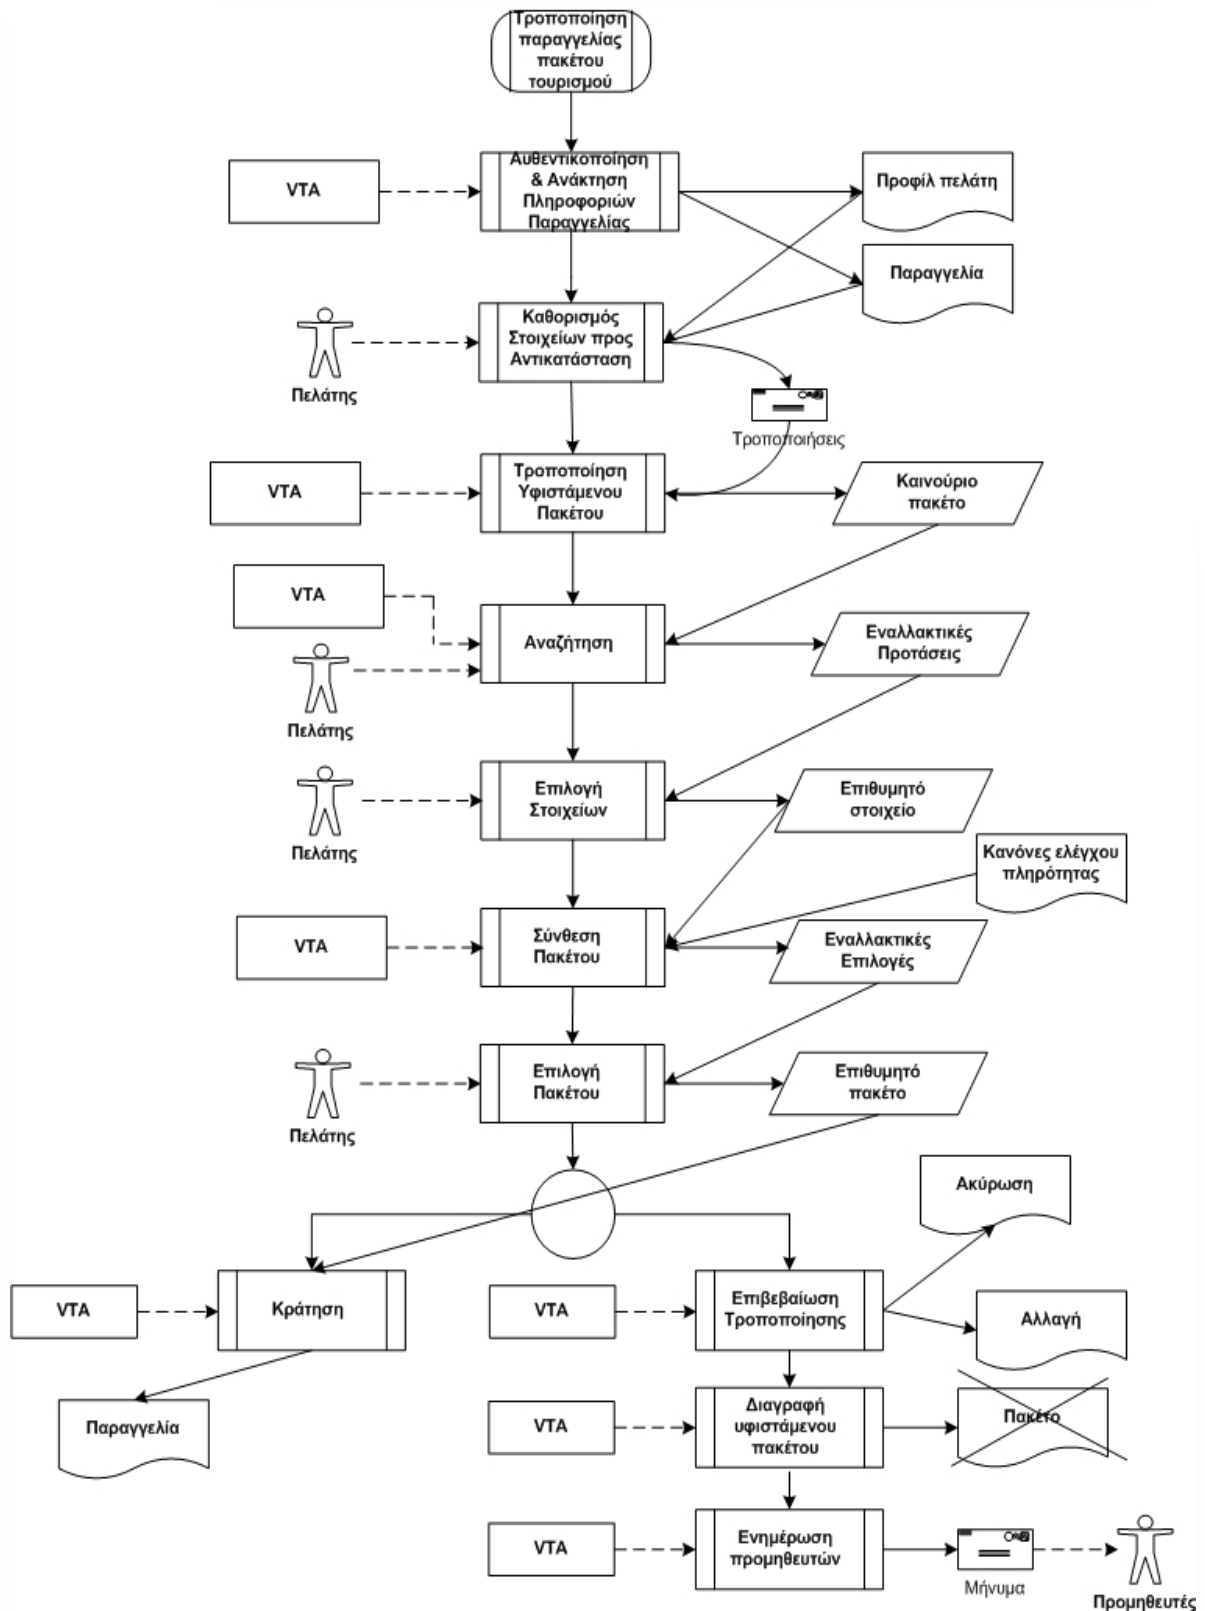 Τροποποίηση
παραγγελίας
πακέτου
τουρισμού
VTA
Αυθεντικοποίηση
& Ανάκτηση
Πληροφοριών
Παραγγελίας
Προφίλ πελάτη
Παραγγελία
Πελάτης
Καθορισμός
Στοιχείων προς
Αντικατάσταση
Τροποποιήσεις
VTA
Τροποποίηση
Υφιστάμενου
Πακέτου
Καινούριο
πακέτο
VTA
Πελάτης
Αναζήτηση
Εναλλακτικές
Προτάσεις
Πελάτης
Επιλογή
Στοιχείων
Επιθυμητό
στοιχείο
Κανόνες ελέγχου
πληρότητας
VTA
Σύνθεση
Πακέτου
Εναλλακτικές
Επιλογές
Πελάτης
Επιλογή
Πακέτου
Επιθυμητό
πακέτο
Ακύρωση
VTA
Κράτηση
VTA
Επιβεβαίωση
Τροποποίησης
Αλλαγή
Παραγγελία
VTA
Διαγραφή
υφιστάμενου
πακέτου
Πακέτο
VTA
Ενημέρωση
προμηθευτών
Μήνυμα
Προμηθευτές